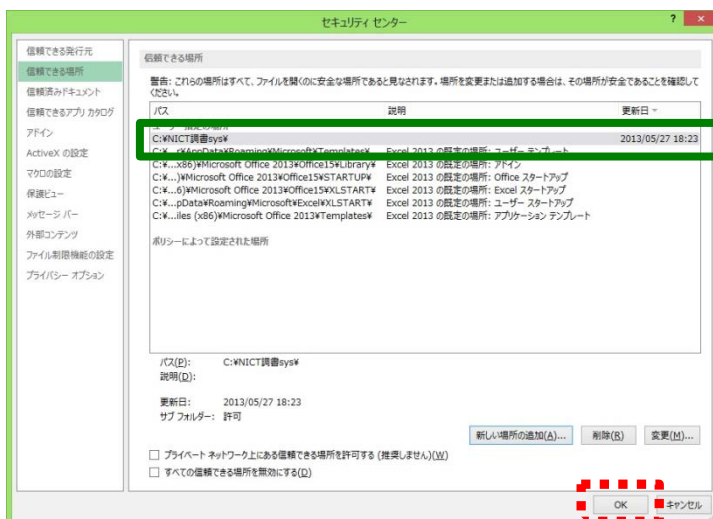 セキュリティ センター
? ×
信頼できる発行元
信頼できる場所
信頼済みドキュメント
信頼できるアプリ カタログ
アドイン
ActiveX の設定
マクロの設定
保護ビュー
メッセージ バー
外部コンテンツ
ファイル制限機能の設定
プライバシー オプション
信頼できる場所
警告: これらの場所はすべて、ファイルを開くのに安全な場所であると見なされます。場所を変更または追加する場合は、その場所が安全であることを確認して
ください。
パス 説明 更新日
ユーザー指定の場所
C:¥NICT調書sys¥ 2013/05/27 18:23
C:¥...r¥AppData¥Roaming¥Microsoft¥Templates¥ Excel 2013 の既定の場所: ユーザー テンプレート
C:¥...x86)¥Microsoft Office 2013¥Office15¥Library¥ Excel 2013 の既定の場所: アドイン
C:¥...)¥Microsoft Office 2013¥Office15¥STARTUP¥ Excel 2013 の既定の場所: Office スタートアップ
C:¥...6)¥Microsoft Office 2013¥Office15¥XLSTART¥ Excel 2013 の既定の場所: Excel スタートアップ
C:¥...pData¥Roaming¥Microsoft¥Excel¥XLSTART¥ Excel 2013 の既定の場所: ユーザー スタートアップ
C:¥...iles (x86)¥Microsoft Office 2013¥Templates¥ Excel 2013 の既定の場所: アプリケーション テンプレート
ポリシーによって設定された場所
パス(P): C:¥NICT調書sys¥
説明(D):
更新日: 2013/05/27 18:23
サブ フォルダー: 許可
新しい場所の追加(A)... 削除(R) 変更(M)...
プライベート ネットワーク上にある信頼できる場所を許可する (推奨しません)(W)
すべての信頼できる場所を無効にする(D)
OK キャンセル